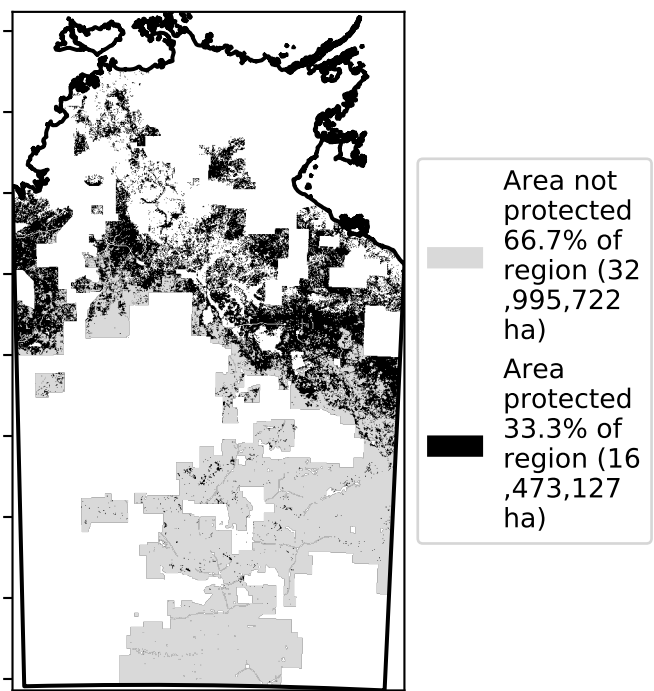 Area not
protected
66.7% of
region (32
,995,722
ha)
Area
protected
33.3% of
region (16
,473,127
ha)